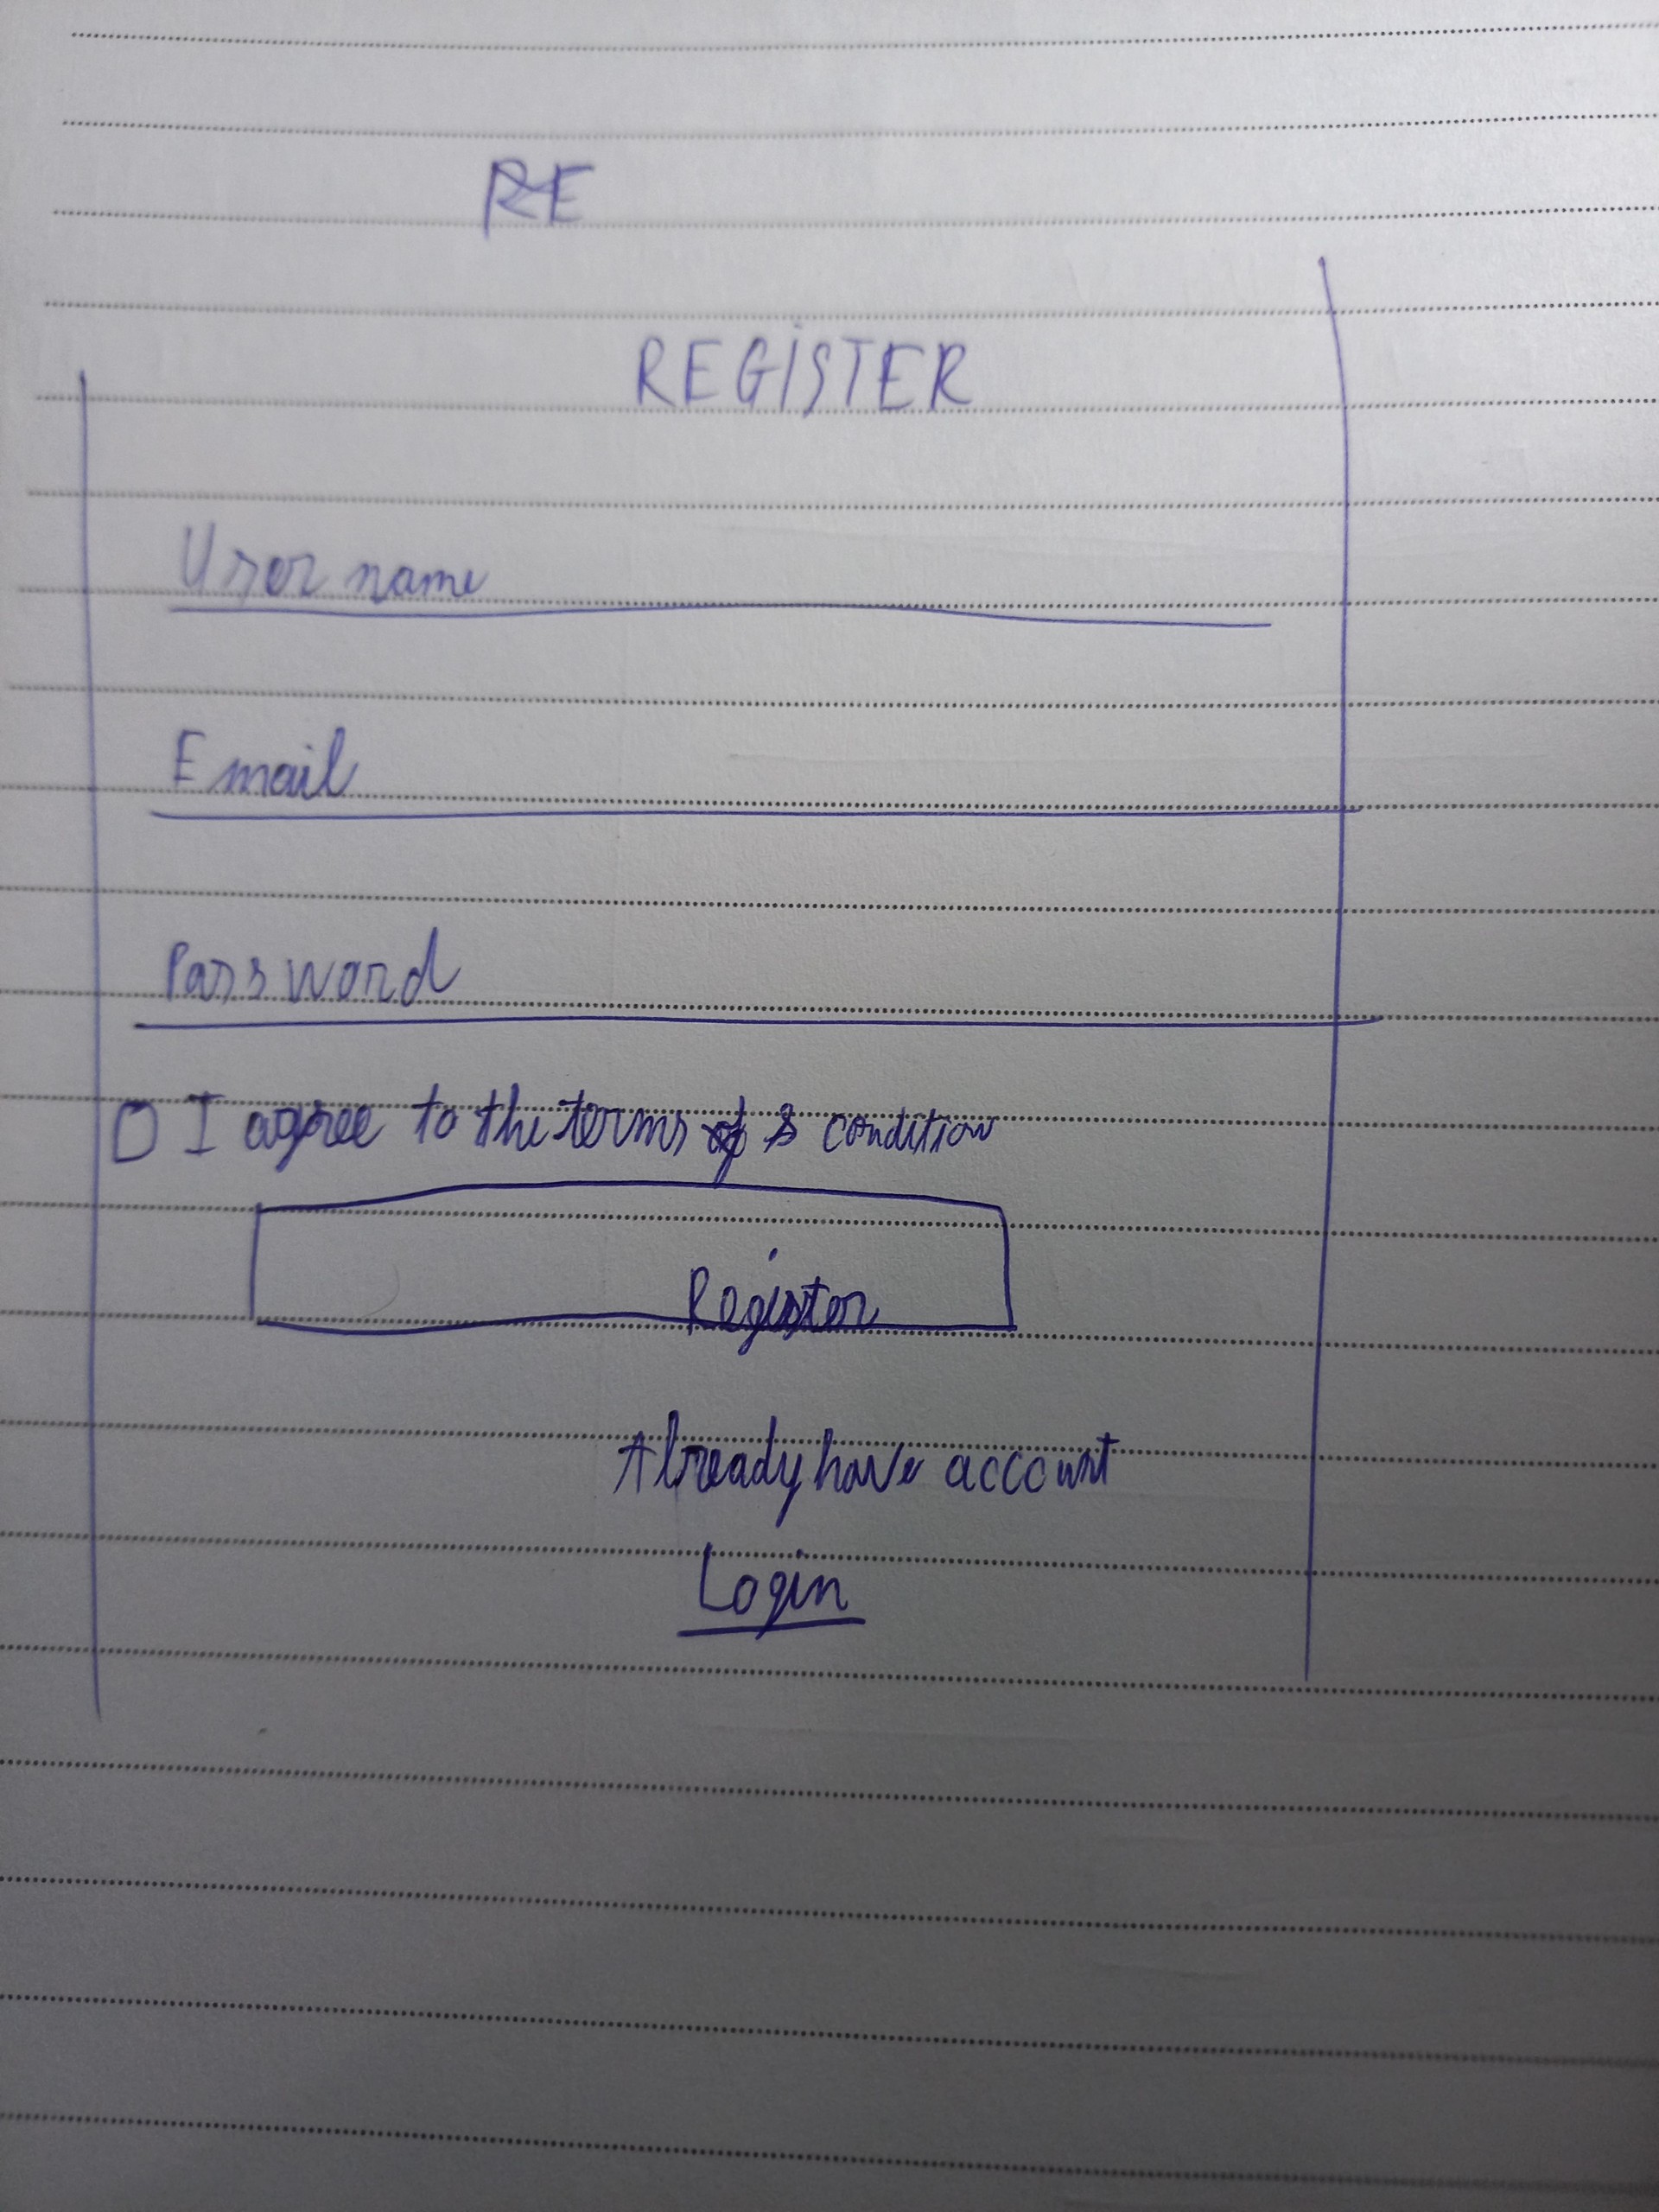 RE
REGISTER
User name
Email
Password
I agree to the terms & condition
Register
Already have account
Login